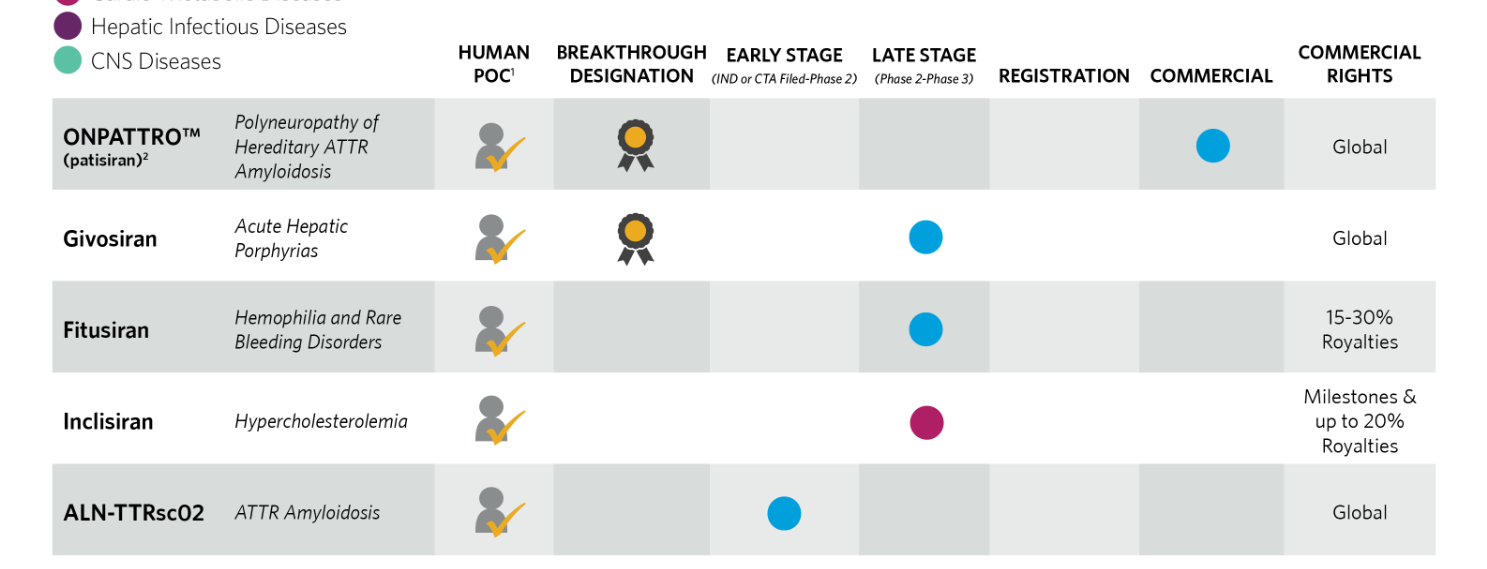 Cardio-Metabolic Diseases
Hepatic Infectious Diseases
CNS Diseases
HUMAN
POC¹
BREAKTHROUGH
DESIGNATION
EARLY STAGE
(IND or CTA Filed-Phase 2)
LATE STAGE
(Phase 2-Phase 3)
REGISTRATION
COMMERCIAL
COMMERCIAL
RIGHTS
ONPATTRO™
(patisiran)²
Polyneuropathy of
Hereditary ATTR
Amyloidosis
Global
Givosiran
Acute Hepatic
Porphyrias
Global
Fitusiran
Hemophilia and Rare
Bleeding Disorders
15-30%
Royalties
Inclisiran
Hypercholesterolemia
Milestones &
up to 20%
Royalties
ALN-TTRsc02
ATTR Amyloidosis
Global